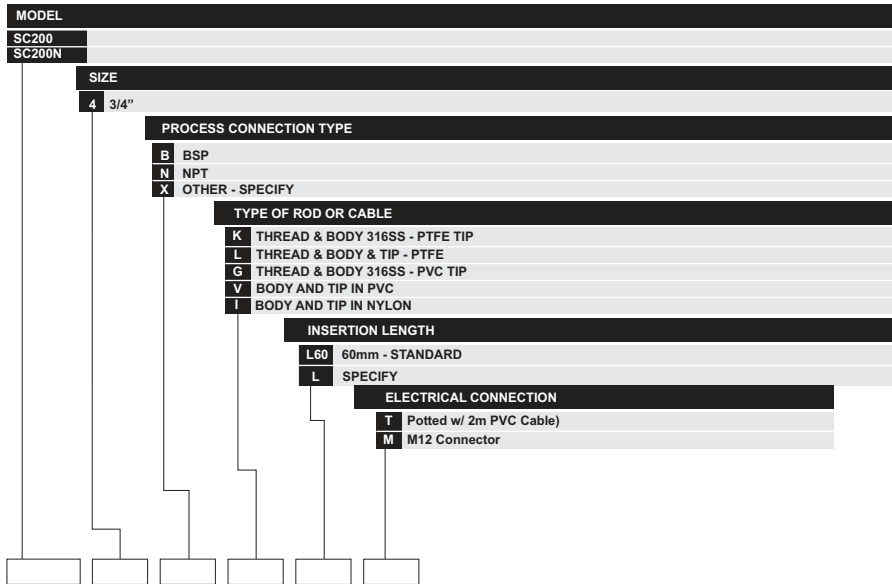 MODEL
SC200
SC200N
SIZE
4 3/4”
PROCESS CONNECTION TYPE
B BSP
N NPT
X OTHER - SPECIFY
TYPE OF ROD OR CABLE
K THREAD & BODY 316SS - PTFE TIP
L THREAD & BODY & TIP - PTFE
G THREAD & BODY 316SS - PVC TIP
V BODY AND TIP IN PVC
I BODY AND TIP IN NYLON
INSERTION LENGTH
L60 60mm - STANDARD
L SPECIFY
ELECTRICAL CONNECTION
T Potted w/ 2m PVC Cable)
M M12 Connector